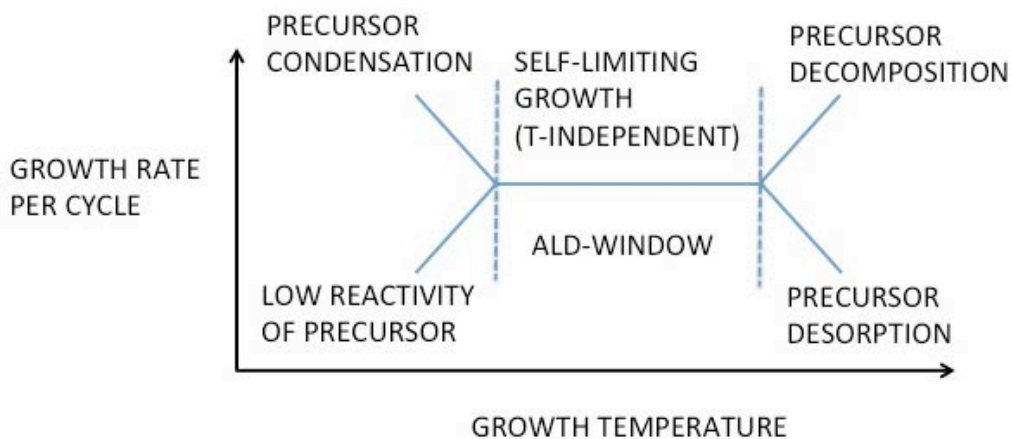 PRECURSOR
CONDENSATION
SELF-LIMITING
GROWTH
(T-INDEPENDENT)
PRECURSOR
DECOMPOSITION
GROWTH RATE
PER CYCLE
ALD-WINDOW
LOW REACTIVITY
OF PRECURSOR
PRECURSOR
DESORPTION
GROWTH TEMPERATURE